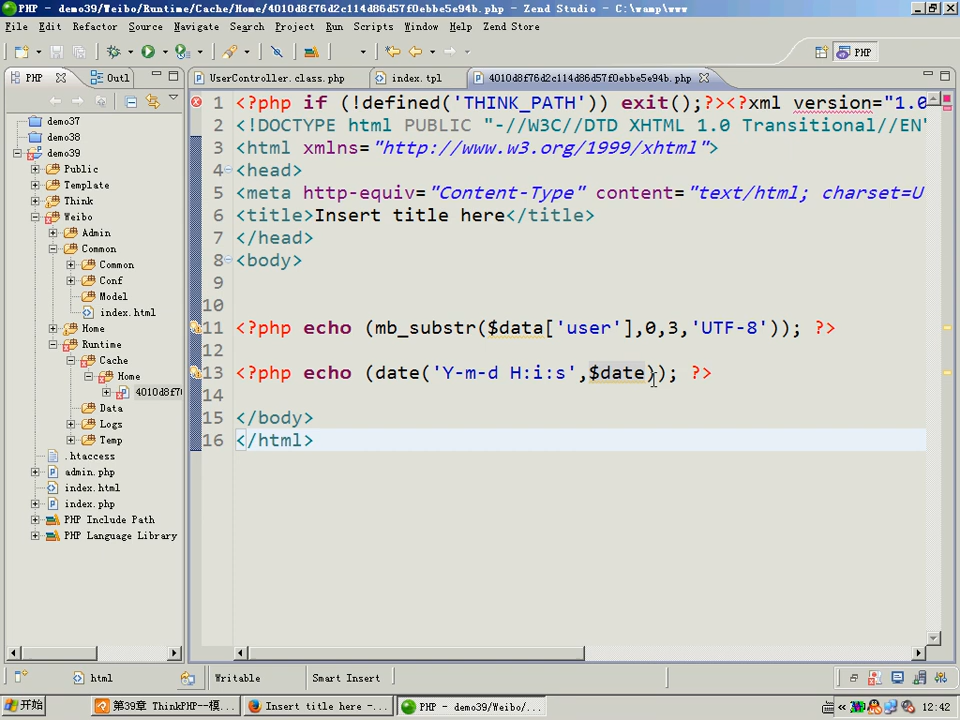 PHP - demo39/Weibo/Runtime/Cache/Home/4010d8f76d2c114d86d57f0ebbe5e94b.php - Zend Studio - C:\wamp\www
File Edit Refactor Source Navigate Search Project Run Scripts Window Help Zend Store
PHP
PHP Outl
UserController.class.php index.tpl 4010d8f76d2c114d86d57f0ebbe5e94b.php
demo37
demo38
demo39
Public
Template
Think
Weibo
Admin
Common
Common
Conf
Model
index.html
Home
Runtime
Cache
Home
4010d8f76
Data
Logs
Temp
.htaccess
admin.php
index.html
index.php
PHP Include Path
PHP Language Library
1 <?php if (!defined('THINK_PATH')) exit();?><?xml version="1.0
2 <!DOCTYPE html PUBLIC "-//W3C//DTD XHTML 1.0 Transitional//EN"
3 <html xmlns="http://www.w3.org/1999/xhtml">
4 <head>
5 <meta http-equiv="Content-Type" content="text/html; charset=U
6 <title>Insert title here</title>
7 </head>
8 <body>
9
10
11 <?php echo (mb_substr($data['user'],0,3,'UTF-8')); ?>
12
13 <?php echo (date('Y-m-d H:i:s',$date)); ?>
14
15 </body>
16 </html>
html Writable Smart Insert
开始 第39章 ThinkPHP--模... Insert title here -... PHP - demo39/Weibo/... 12:42